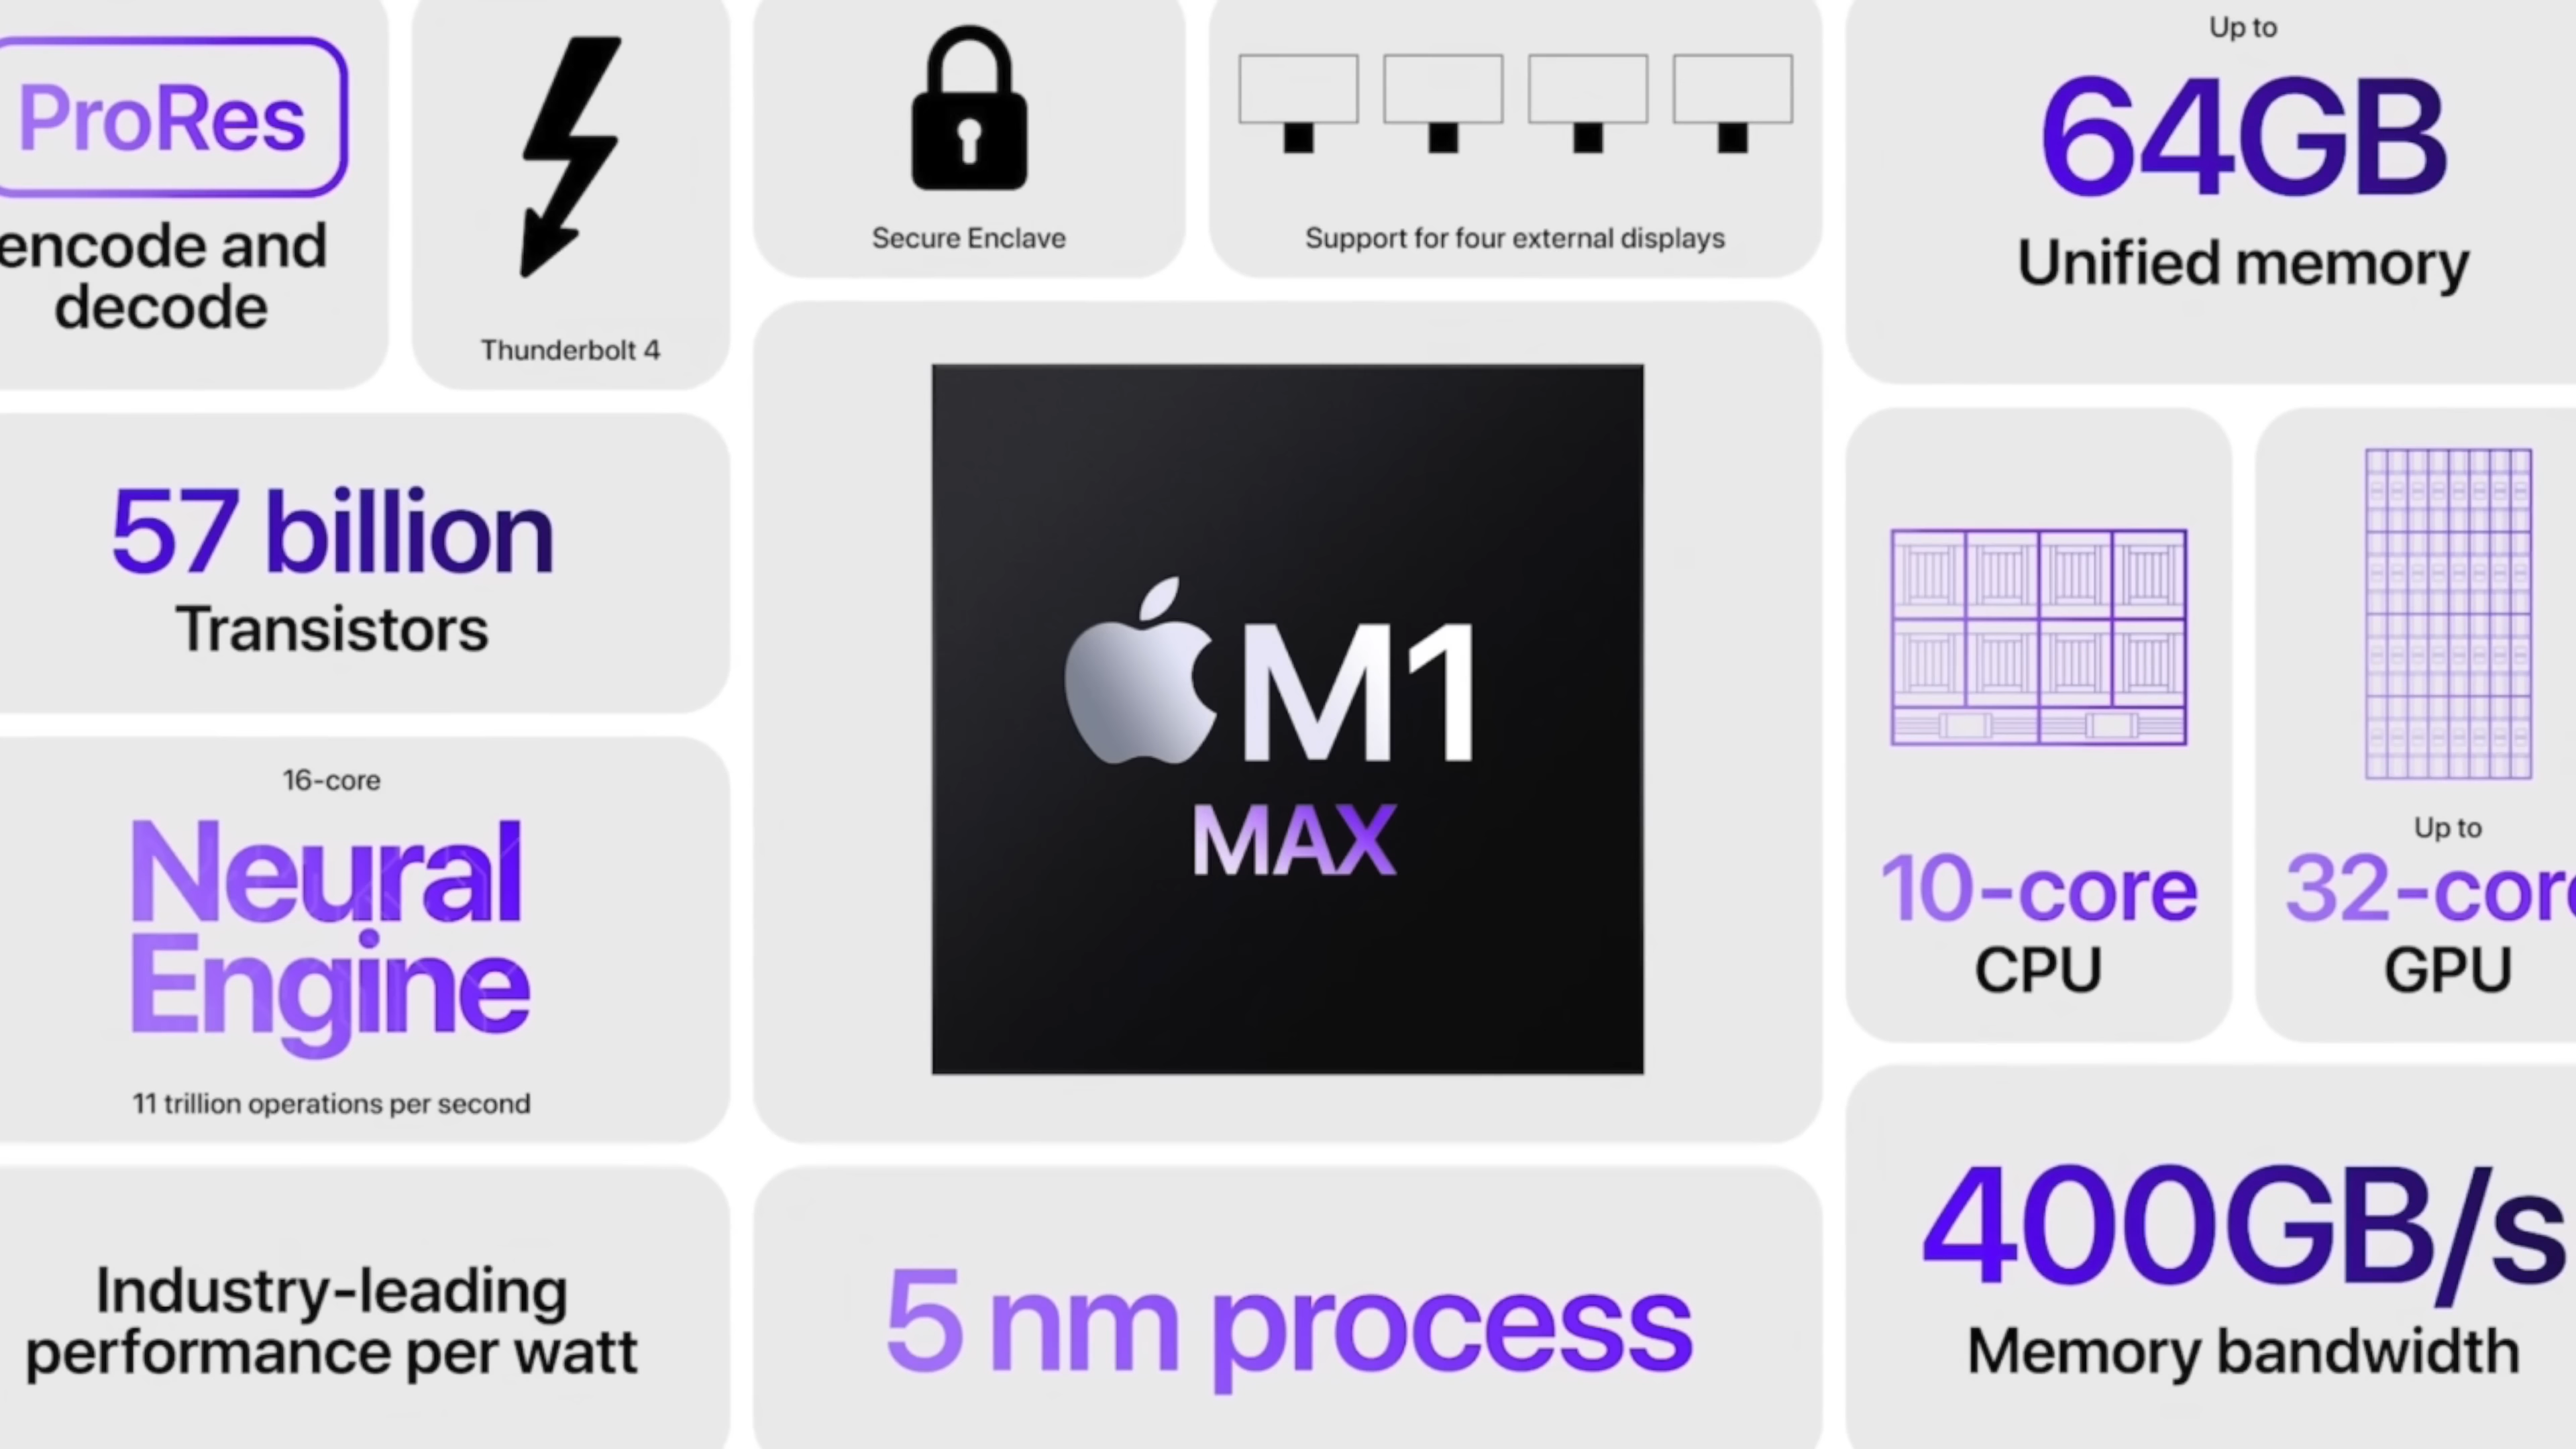 ProRes
encode and
decode
Thunderbolt 4
Secure Enclave
Support for four external displays
Up to
64GB
Unified memory
57 billion
Transistors
16-core
Neural
Engine
11 trillion operations per second
M1
MAX
10-core
CPU
Up to
32-core
GPU
Industry-leading
performance per watt
5 nm process
400GB/s
Memory bandwidth